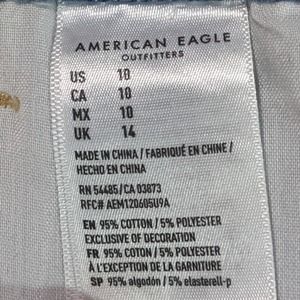 AMERICAN EAGLE
OUTFITTERS
US 10
CA 10
MX 10
UK 14
MADE IN CHINA / FABRIQUÉ EN CHINE /
HECHO EN CHINA
RN 54485/CA 03873
RFC# AEM120605U9A
EN 95% COTTON / 5% POLYESTER
EXCLUSIVE OF DECORATION
FR 95% COTTON / 5% POLYESTER
À L'EXCEPTION DE LA GARNITURE
SP 95% algodón / 5% elasterell-p